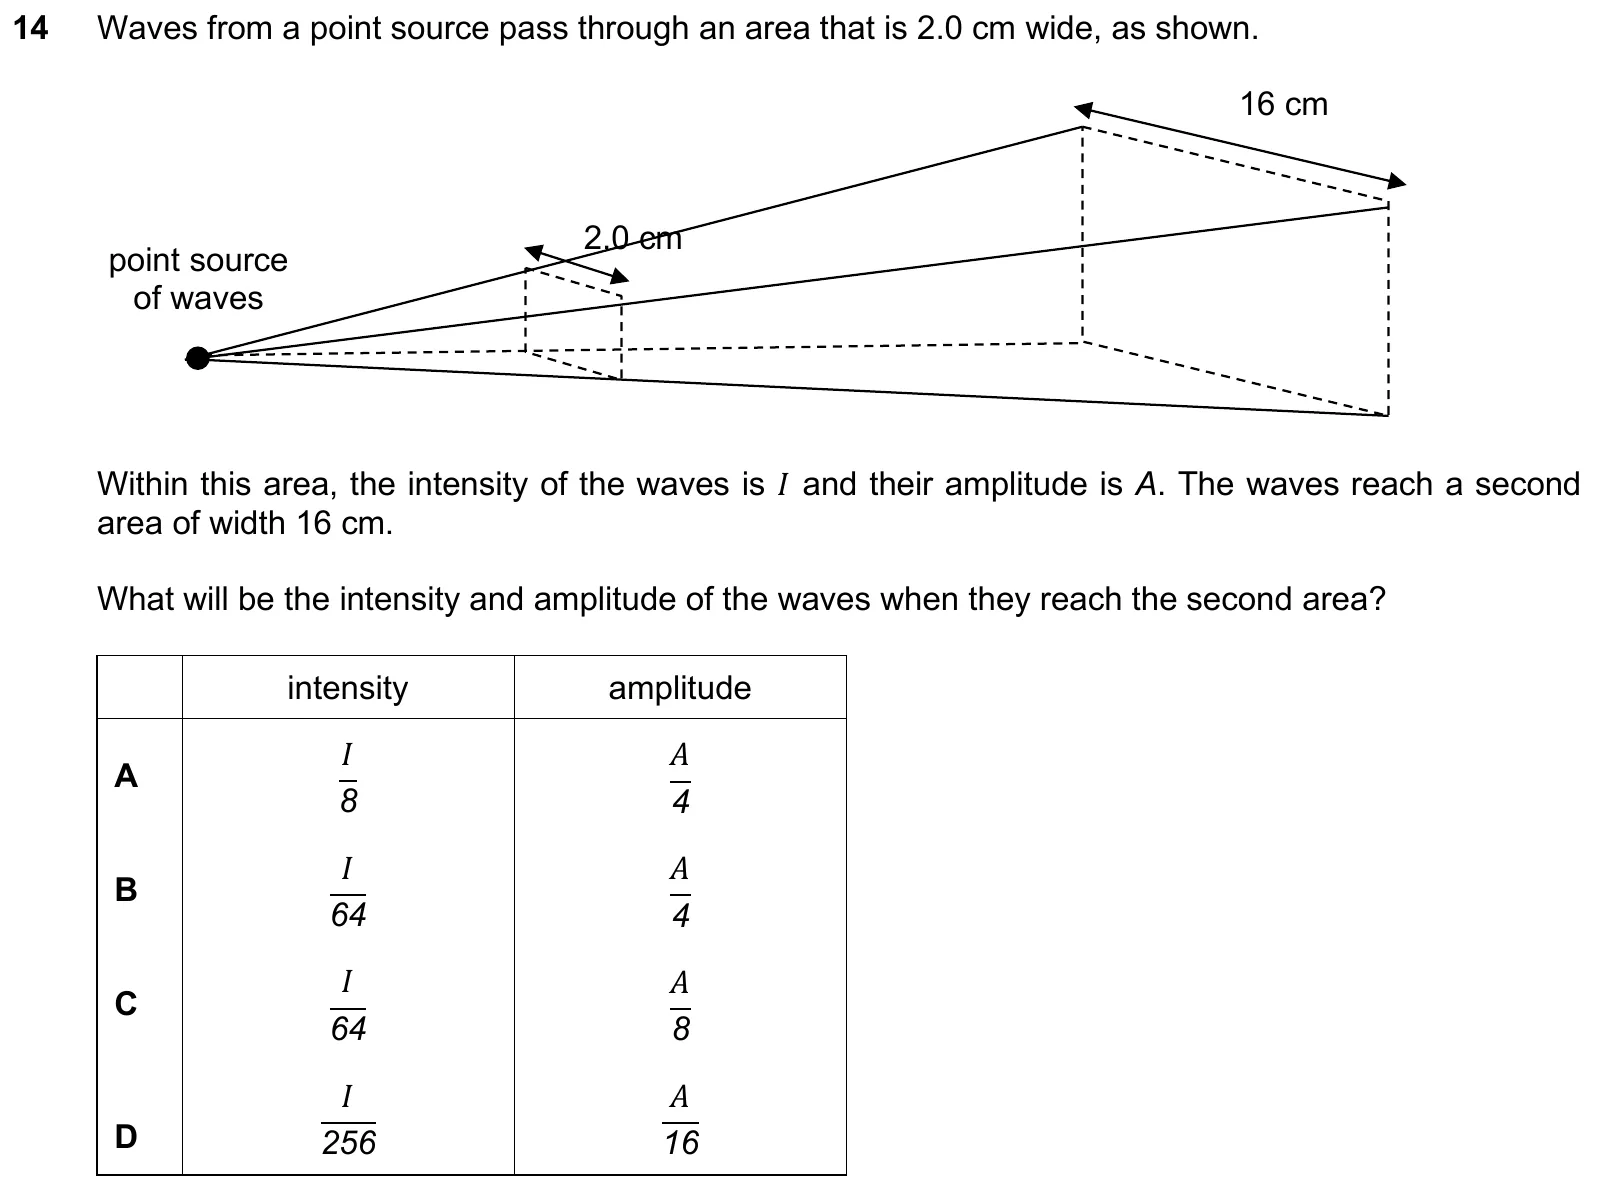 14 Waves from a point source pass through an area that is 2.0 cm wide, as shown.
16 cm
2.0 cm
point source
of waves
Within this area, the intensity of the waves is I and their amplitude is A. The waves reach a second
area of width 16 cm.
What will be the intensity and amplitude of the waves when they reach the second area?
intensity amplitude
A I/8 A/4
B I/64 A/4
C I/64 A/8
D I/256 A/16